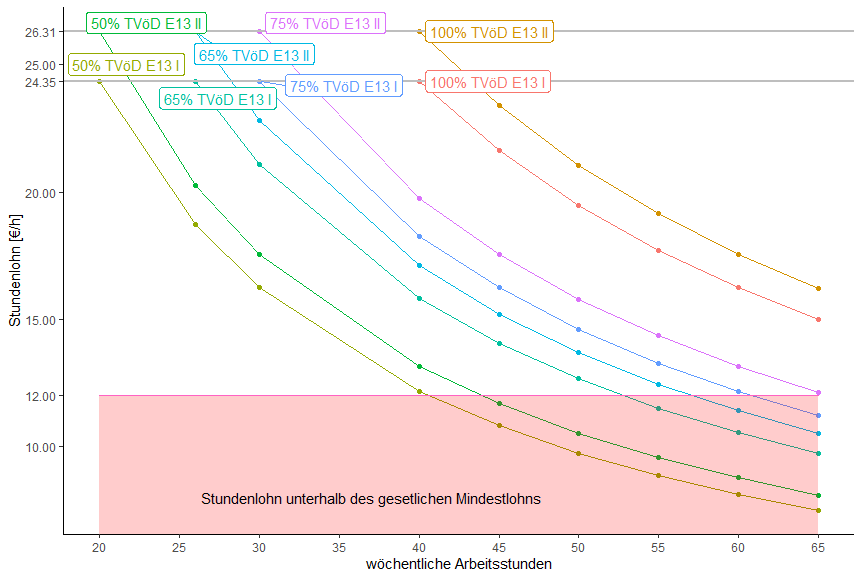 26.31
25.00
24.35
20.00
15.00
12.00
10.00
Stundenlohn [€/h]
50% TVöD E13 II
75% TVöD E13 II
100% TVöD E13 II
65% TVöD E13 II
50% TVöD E13 I
75% TVöD E13 I
100% TVöD E13 I
65% TVöD E13 I
Stundenlohn unterhalb des gesetlichen Mindestlohns
20 25 30 35 40 45 50 55 60 65
wöchentliche Arbeitsstunden